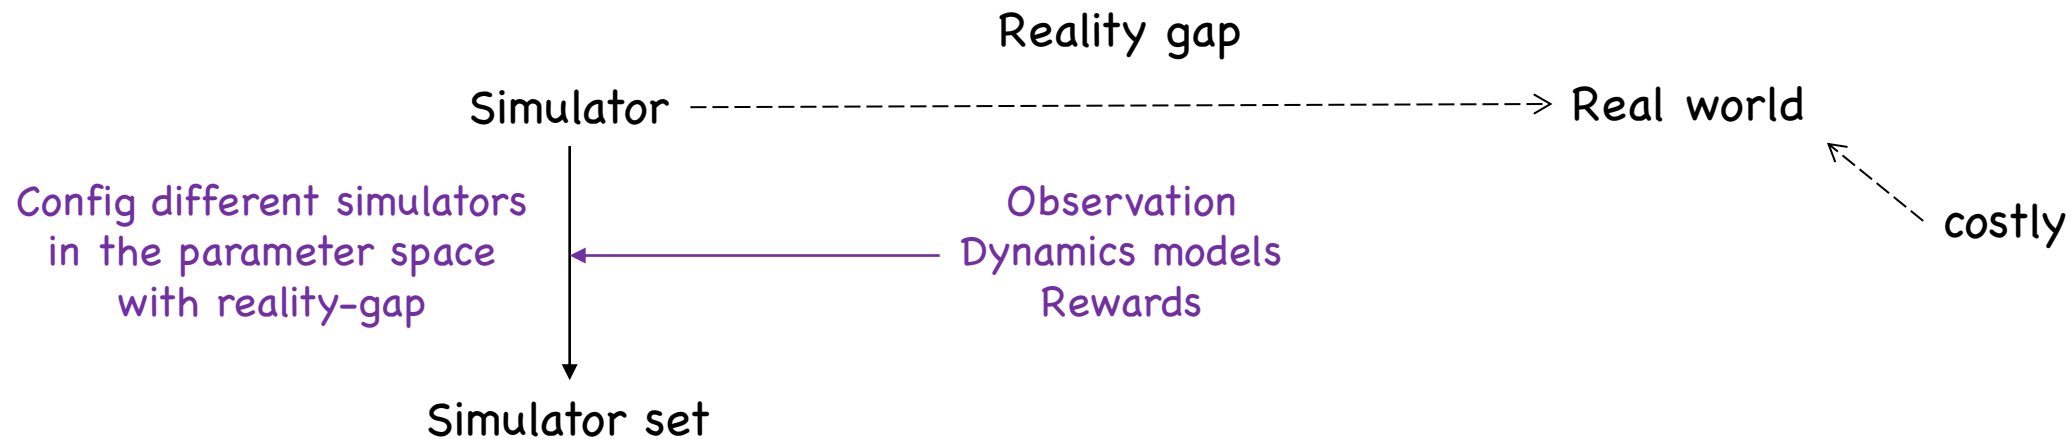 Reality gap
Simulator
Real world
Config different simulators
in the parameter space
with reality-gap
Observation
Dynamics models
Rewards
costly
Simulator set